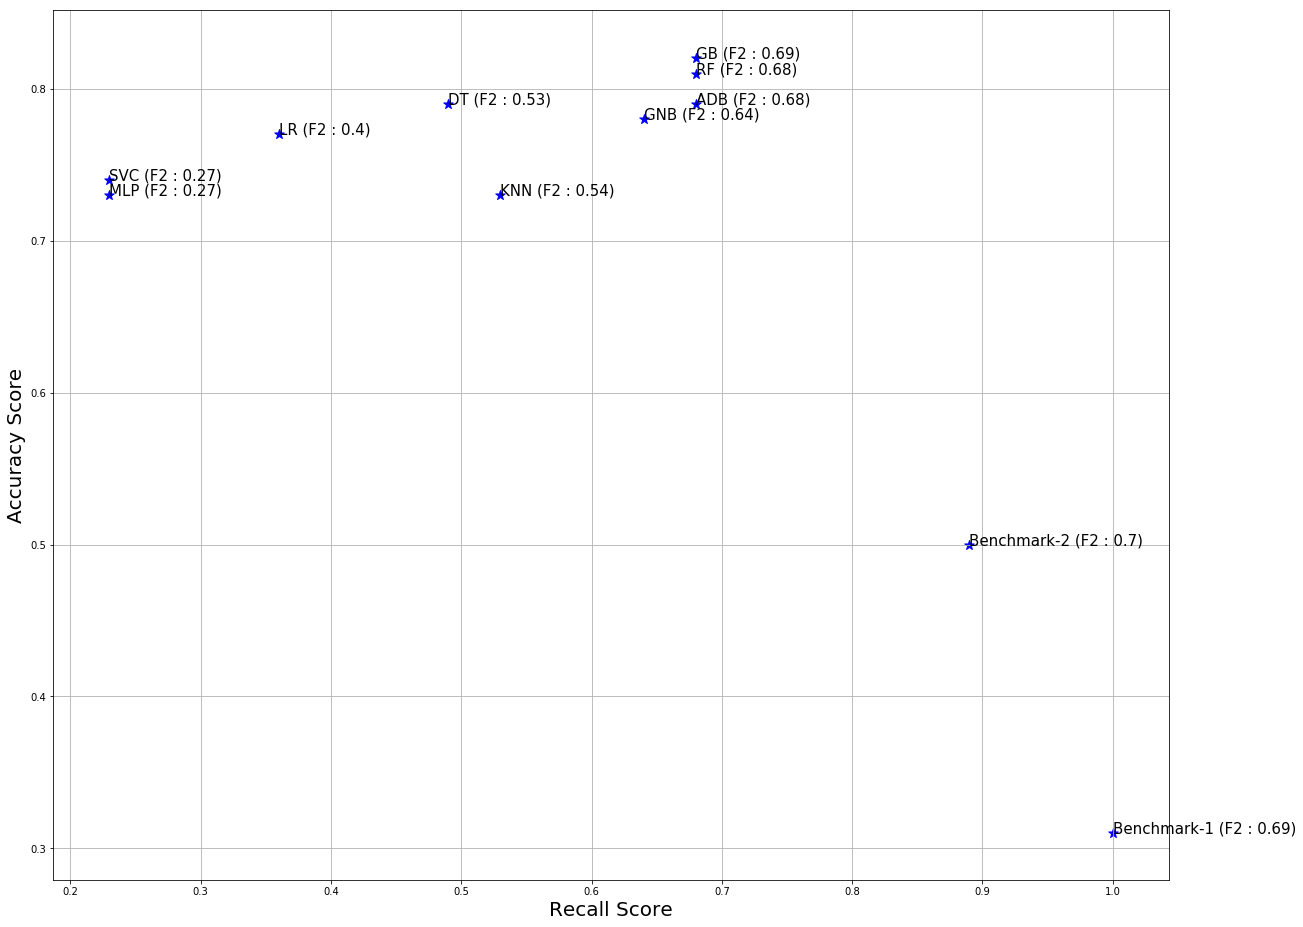 GB (F2 : 0.69)
RF (F2 : 0.68)
0.8
DT (F2 : 0.53)
ADB (F2 : 0.68)
GNB (F2 : 0.64)
LR (F2 : 0.4)
SVC (F2 : 0.27)
MLP (F2 : 0.27)
KNN (F2 : 0.54)
0.7
0.6
Accuracy Score
0.5
Benchmark-2 (F2 : 0.7)
0.4
Benchmark-1 (F2 : 0.69)
0.3
0.2 0.3 0.4 0.5 0.6 0.7 0.8 0.9 1.0
Recall Score